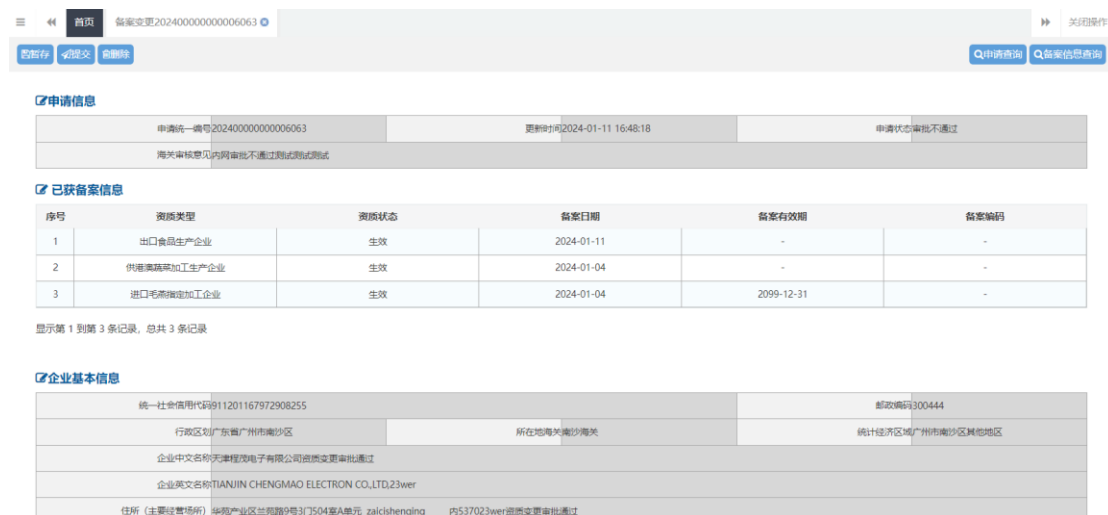 首页 备案变更202400000000006063 关闭操作
暂存 提交 删除 申请查询 备案信息查询
申请信息
申请统一编号 202400000000006063 更新时间 2024-01-11 16:48:18 申请状态 审批不通过
海关审核意见 内网审批不通过测试测试测试
已获备案信息
序号 资质类型 资质状态 备案日期 备案有效期 备案编码
1 出口食品生产企业 生效 2024-01-11 - -
2 供港澳蔬菜加工生产企业 生效 2024-01-04 - -
3 进口毛燕指定加工企业 生效 2024-01-04 2099-12-31 -
显示第 1 到第 3 条记录，总共 3 条记录
企业基本信息
统一社会信用代码 911201167972908255 邮政编码 300444
行政区划 广东省广州市南沙区 所在地海关 南沙海关 统计经济区域 广州市南沙区其他地区
企业中文名称 天津程茂电子有限公司资质变更审批通过
企业英文名称 TIANJIN CHENGMAO ELECTRON CO.,LTD,23wer
住所（主要经营场所） 华苑产业区兰苑路9号3门504室A单元 zaicishenqing 内537023wer资质变更审批通过